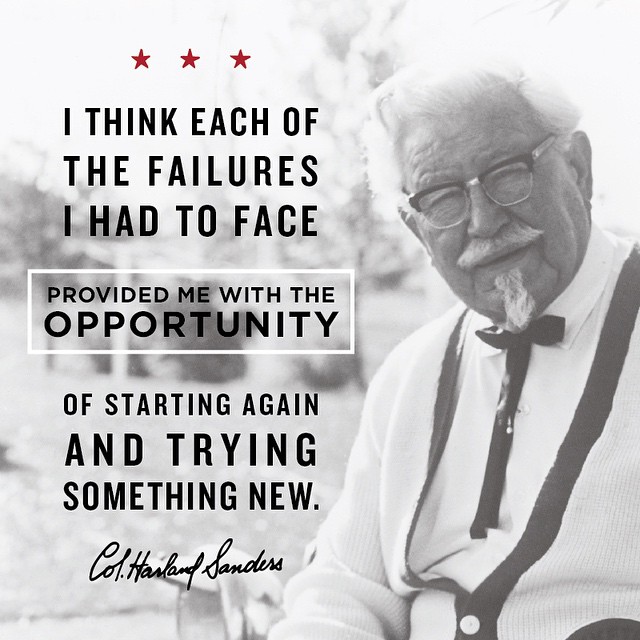 I THINK EACH OF
THE FAILURES
I HAD TO FACE
PROVIDED ME WITH THE
OPPORTUNITY
OF STARTING AGAIN
AND TRYING
SOMETHING NEW.
Col. Harland Sanders